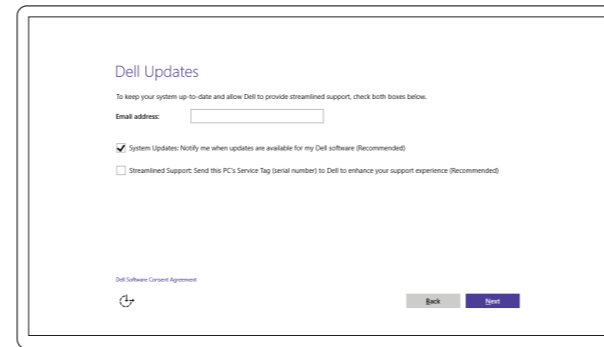 Dell Updates
To keep your system up-to-date and allow Dell to provide streamlined support, check both boxes below.
Email address:
System Updates: Notify me when updates are available for my Dell software (Recommended)
Streamlined Support: Send this PC's Service Tag (serial number) to Dell to enhance your support experience (Recommended)
Dell Software Consent Agreement
Back Next